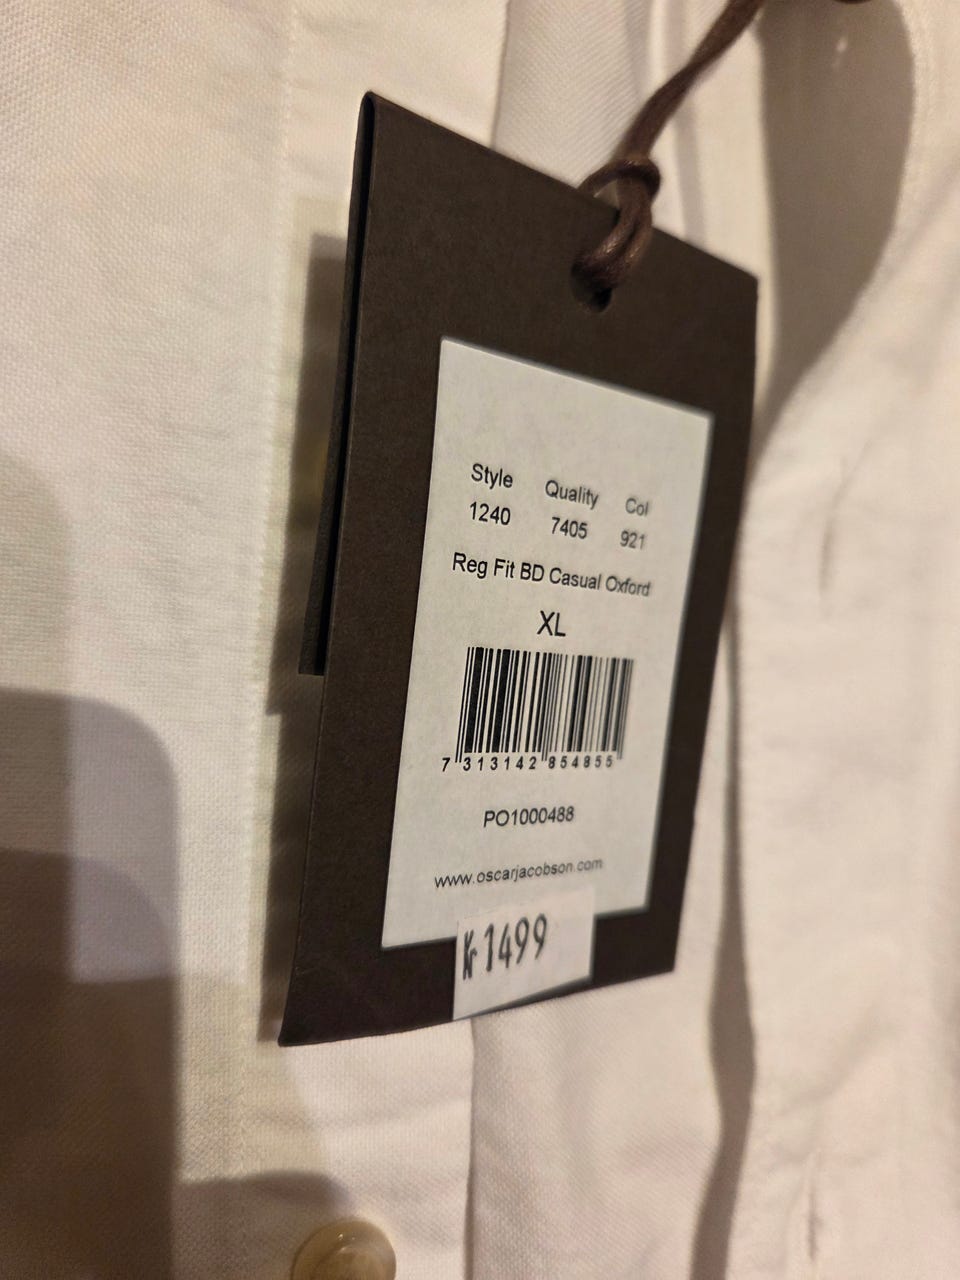 Style Quality Col
1240 7405 921
Reg Fit BD Casual Oxford
XL
7 313142 854855
PO1000488
www.oscarjacobson.com
Kr 1499